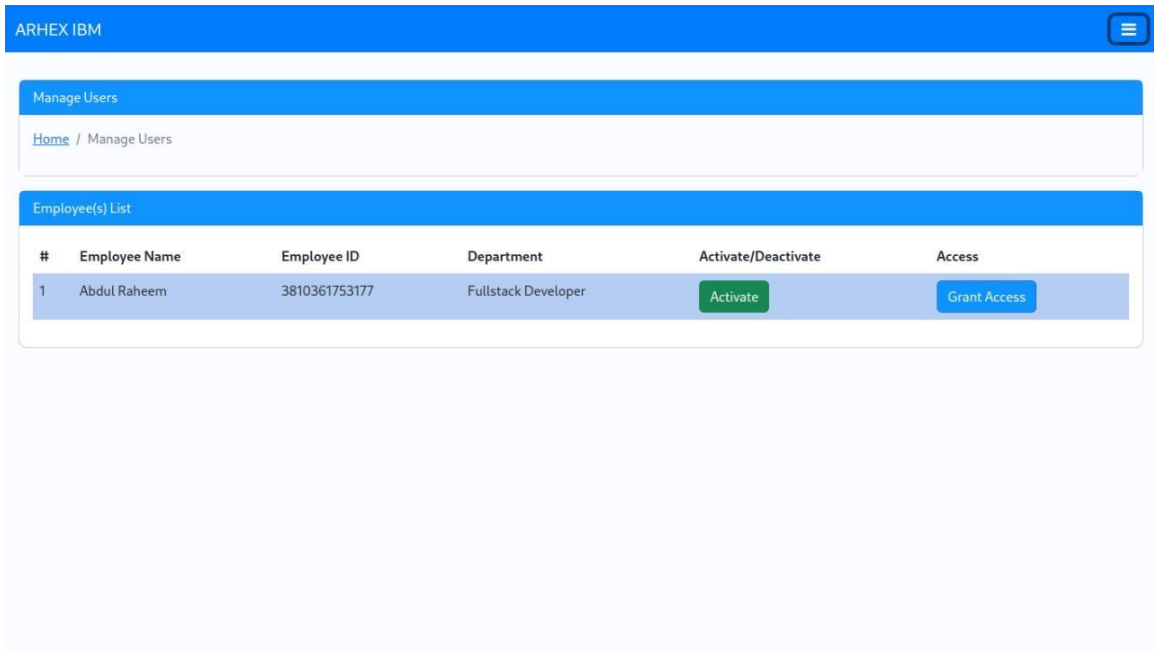 ARHEX IBM
Manage Users
Home / Manage Users
Employee(s) List
# Employee Name Employee ID Department Activate/Deactivate Access
1 Abdul Raheem 3810361753177 Fullstack Developer Activate Grant Access